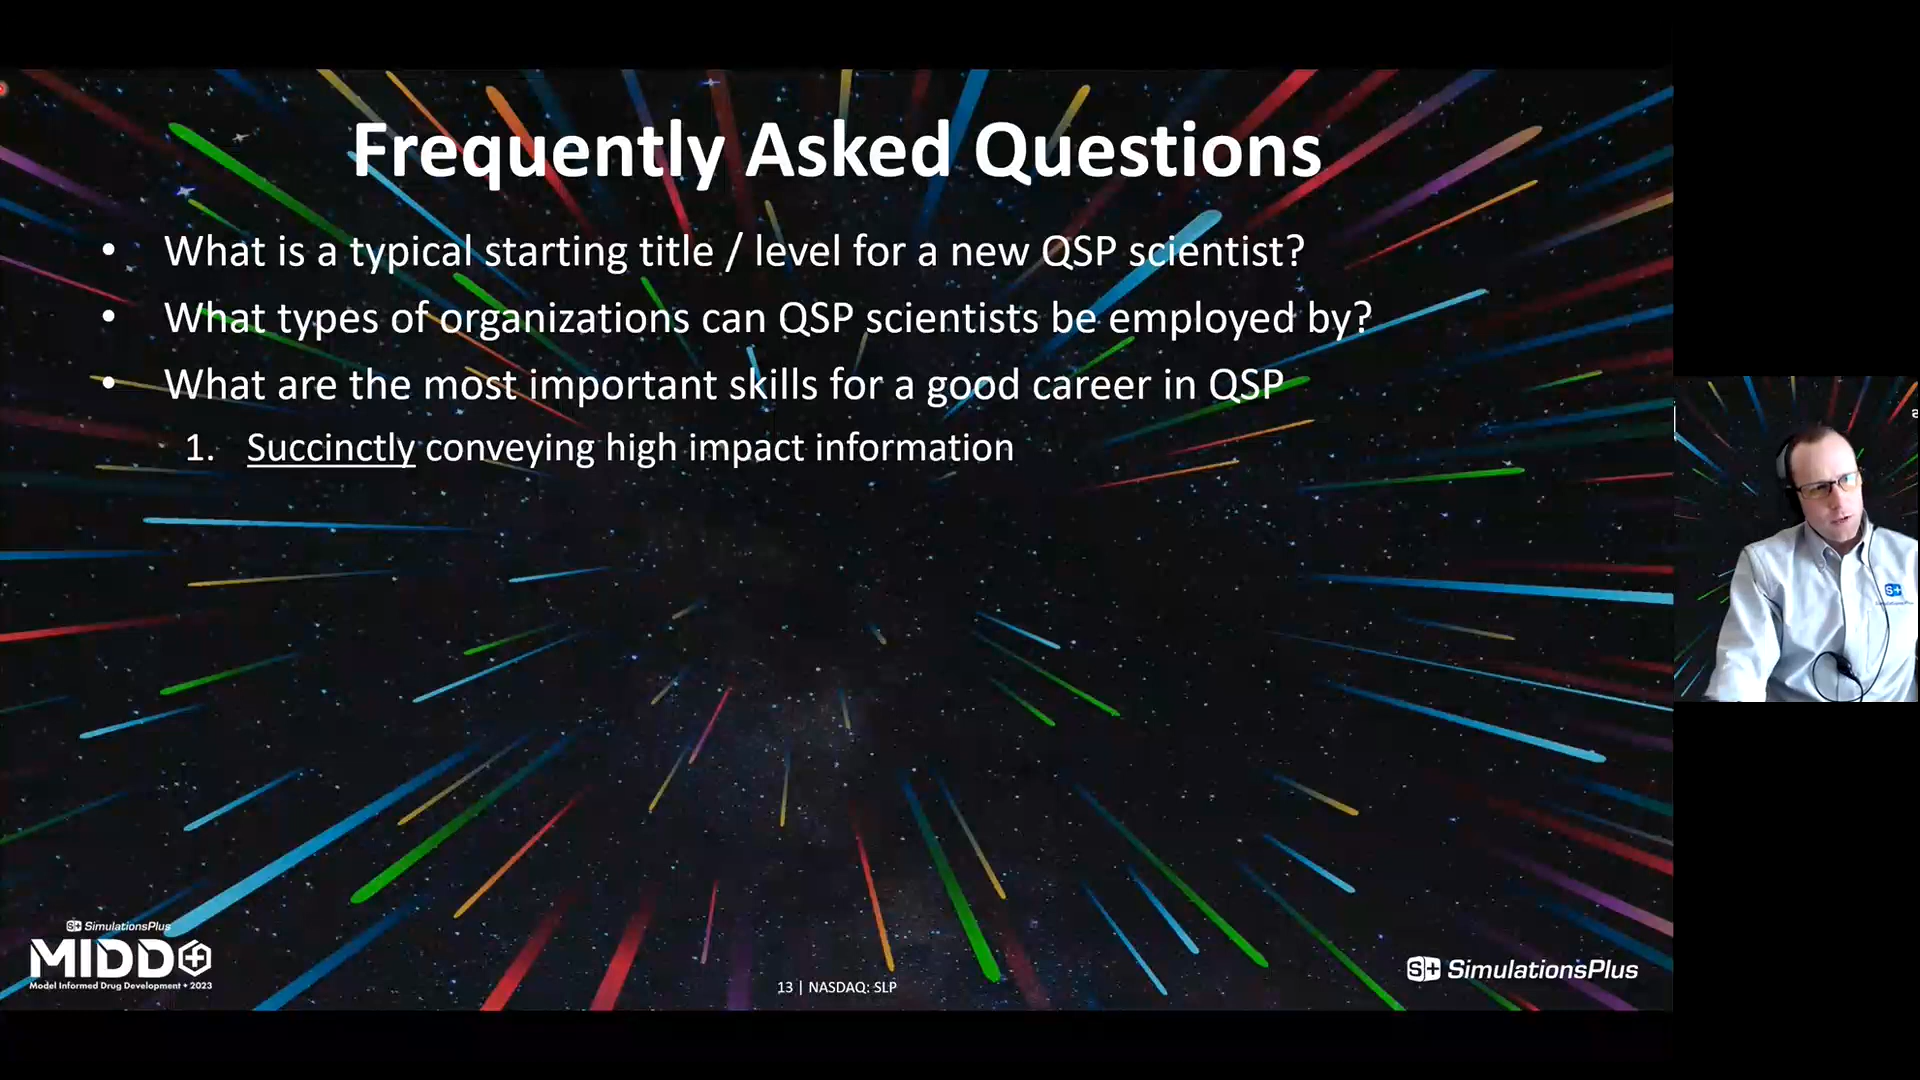 Frequently Asked Questions
• What is a typical starting title / level for a new QSP scientist?
• What types of organizations can QSP scientists be employed by?
• What are the most important skills for a good career in QSP
1. Succinctly conveying high impact information
S+ SimulationsPlus
MIDD+
Model Informed Drug Development + 2023
13 | NASDAQ: SLP
S+ SimulationsPlus
S+